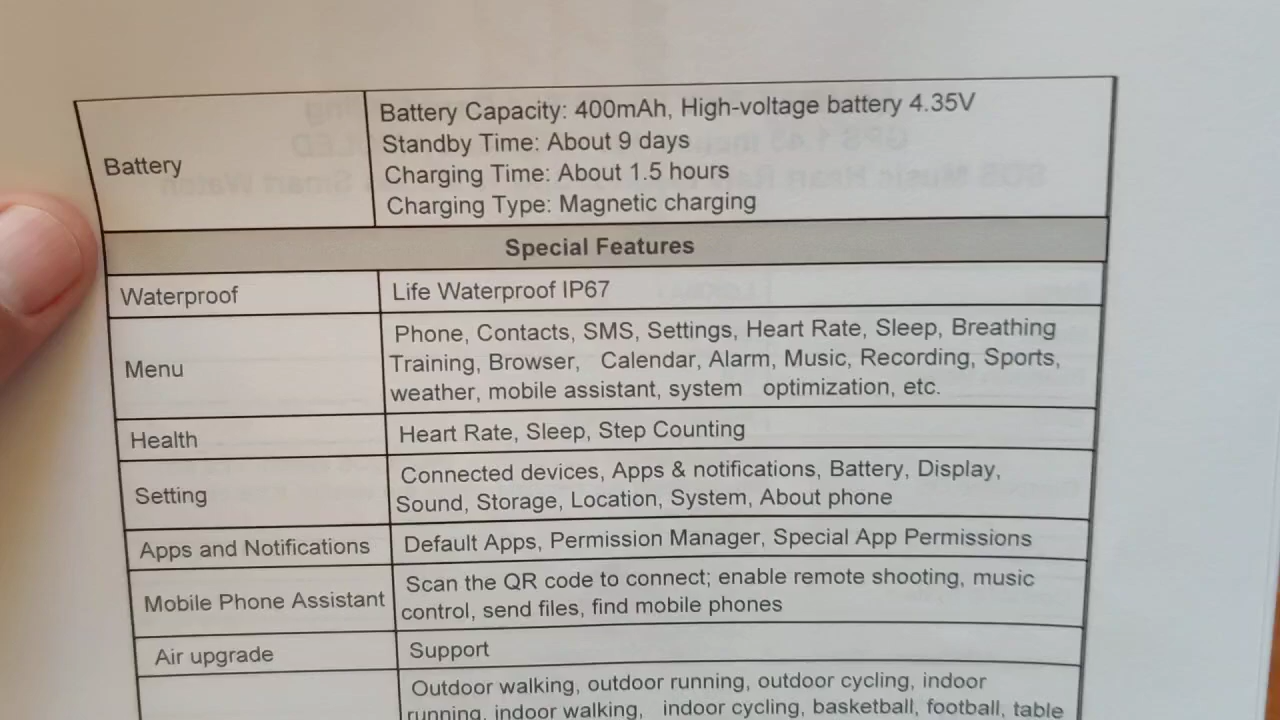 Battery
Battery Capacity: 400mAh, High-voltage battery 4.35V
Standby Time: About 9 days
Charging Time: About 1.5 hours
Charging Type: Magnetic charging
Special Features
Waterproof
Life Waterproof IP67
Menu
Phone, Contacts, SMS, Settings, Heart Rate, Sleep, Breathing
Training, Browser, Calendar, Alarm, Music, Recording, Sports,
weather, mobile assistant, system optimization, etc.
Health
Heart Rate, Sleep, Step Counting
Setting
Connected devices, Apps & notifications, Battery, Display,
Sound, Storage, Location, System, About phone
Apps and Notifications
Default Apps, Permission Manager, Special App Permissions
Mobile Phone Assistant
Scan the QR code to connect; enable remote shooting, music
control, send files, find mobile phones
Air upgrade
Support
Outdoor walking, outdoor running, outdoor cycling, indoor
running, indoor walking, indoor cycling, basketball, football, table